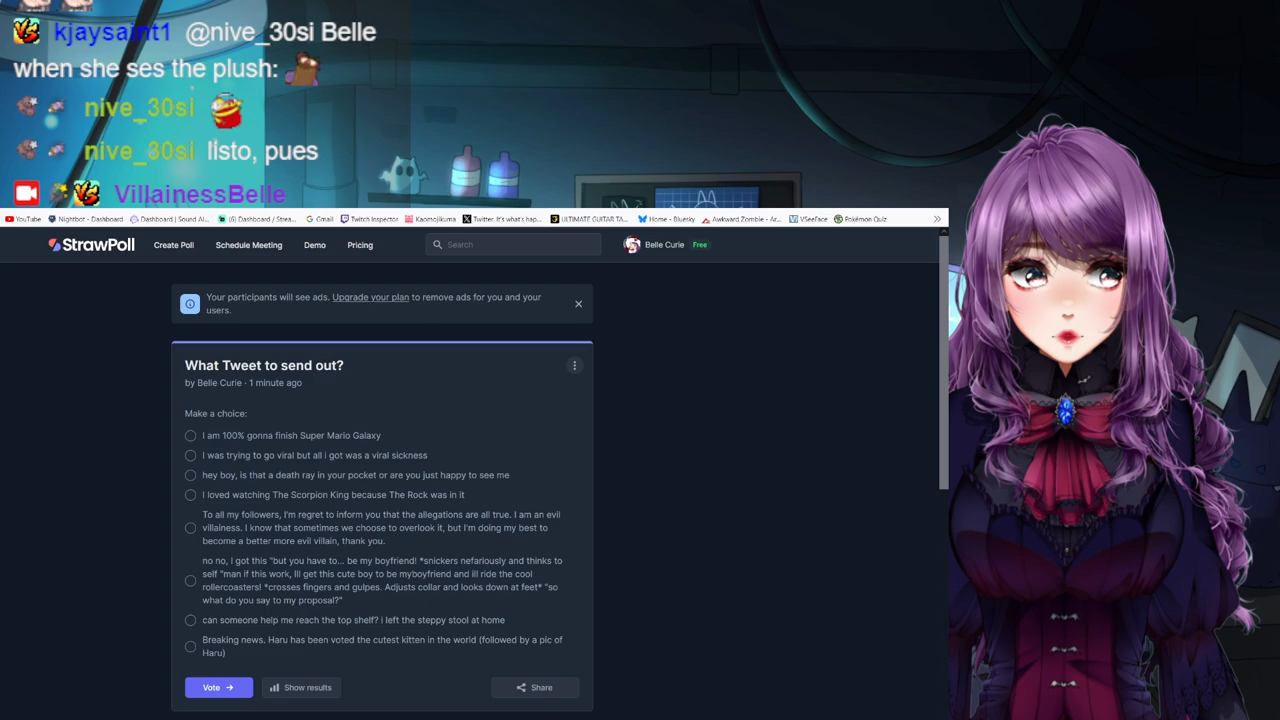 kjaysaint1 @nive_30si Belle
when she ses the plush:
nive_30si
nive_30si listo, pues
VillainessBelle
YouTube Nightbot - Dashboard Dashboard | Sound Al... (6) Dashboard / Strea... Gmail Twitch Inspector Kaomojikuma Twitter. It's what's hap... ULTIMATE GUITAR TA... Home - Bluesky Awkward Zombie - Ar... VSeeFace Pokémon Quiz
StrawPoll Create Poll Schedule Meeting Demo Pricing Search Belle Curie Free
Your participants will see ads. Upgrade your plan to remove ads for you and your
users.
What Tweet to send out?
by Belle Curie · 1 minute ago
Make a choice:
I am 100% gonna finish Super Mario Galaxy
I was trying to go viral but all i got was a viral sickness
hey boy, is that a death ray in your pocket or are you just happy to see me
I loved watching The Scorpion King because The Rock was in it
To all my followers, I'm regret to inform you that the allegations are all true. I am an evil
villainess. I know that sometimes we choose to overlook it, but I'm doing my best to
become a better more evil villain, thank you.
no no, I got this "but you have to... be my boyfriend! *snickers nefariously and thinks to
self "man if this work, Ill get this cute boy to be myboyfriend and ill ride the cool
rollercoasters! *crosses fingers and gulpes. Adjusts collar and looks down at feet* "so
what do you say to my proposal?"
can someone help me reach the top shelf? i left the steppy stool at home
Breaking news. Haru has been voted the cutest kitten in the world (followed by a pic of
Haru)
Vote → Show results Share